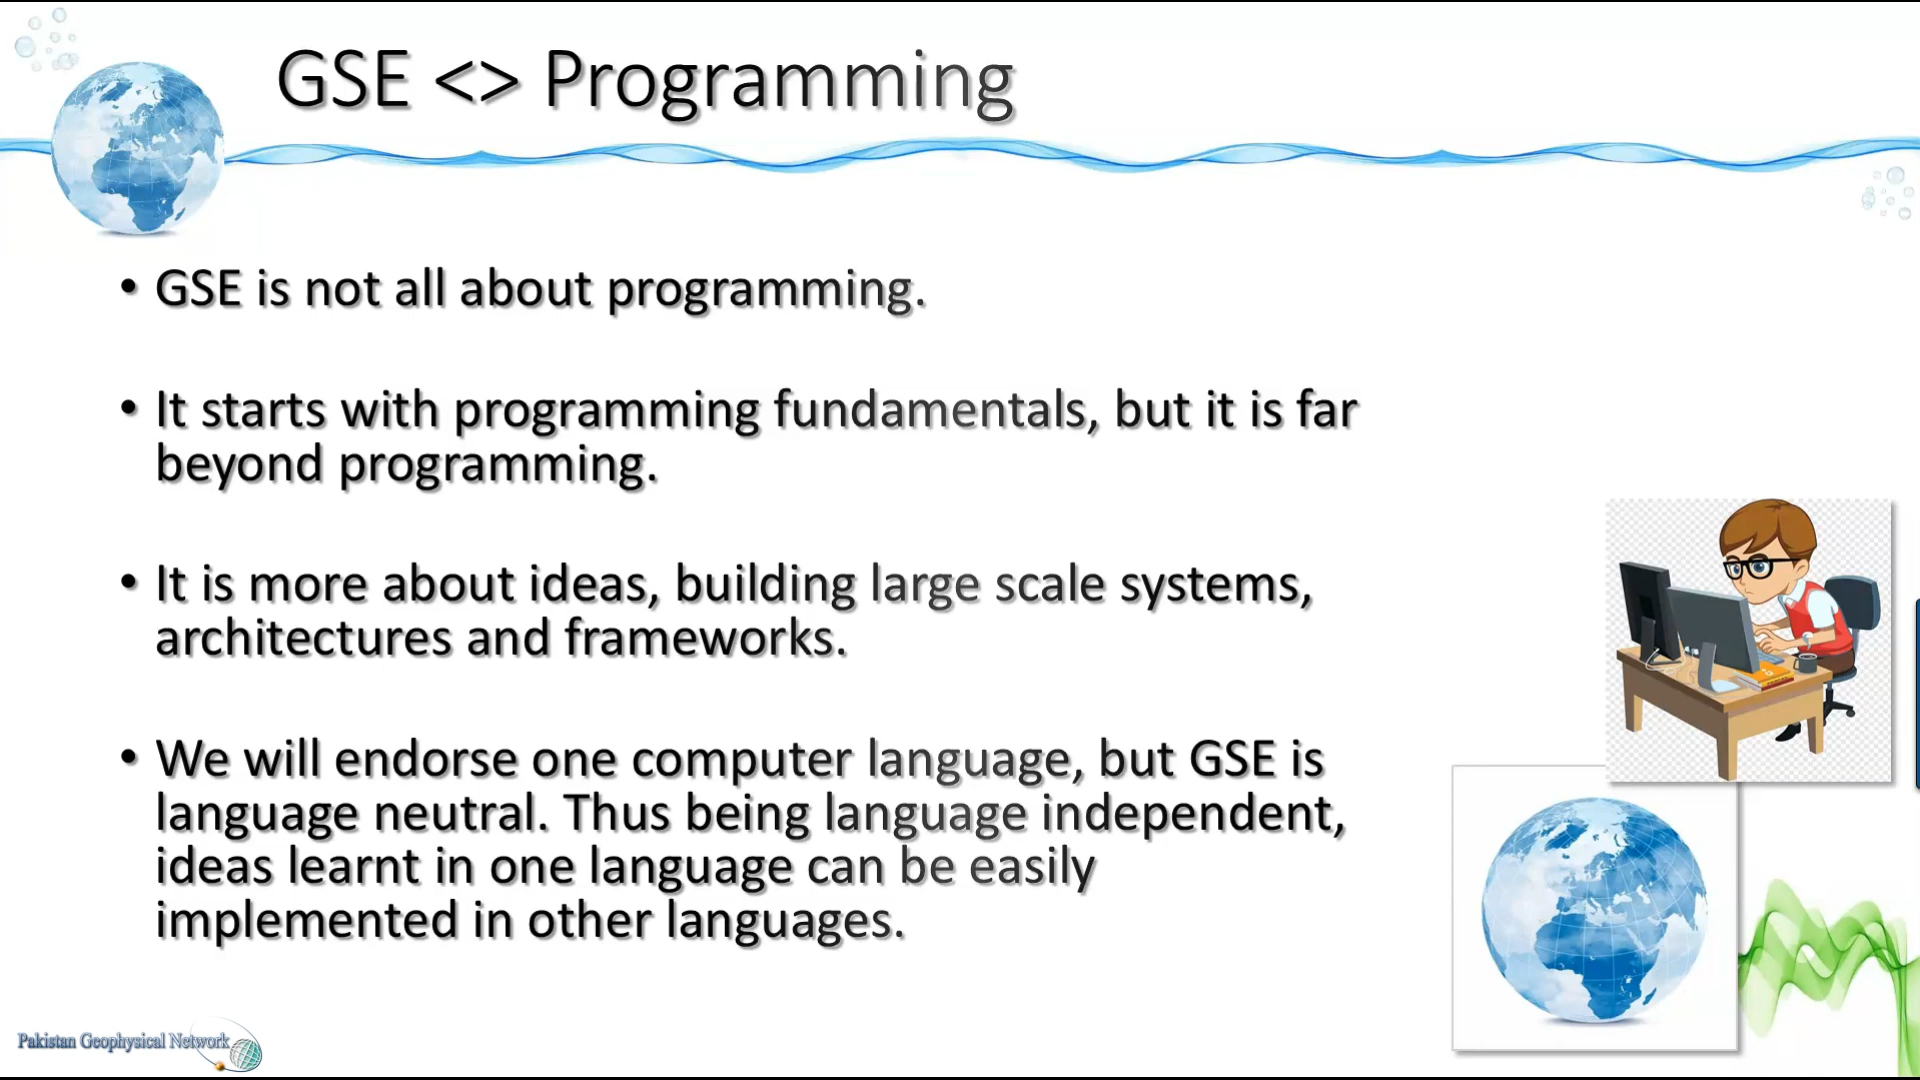 GSE <> Programming
• GSE is not all about programming.
• It starts with programming fundamentals, but it is far
beyond programming.
• It is more about ideas, building large scale systems,
architectures and frameworks.
• We will endorse one computer language, but GSE is
language neutral. Thus being language independent,
ideas learnt in one language can be easily
implemented in other languages.
Pakistan Geophysical Network